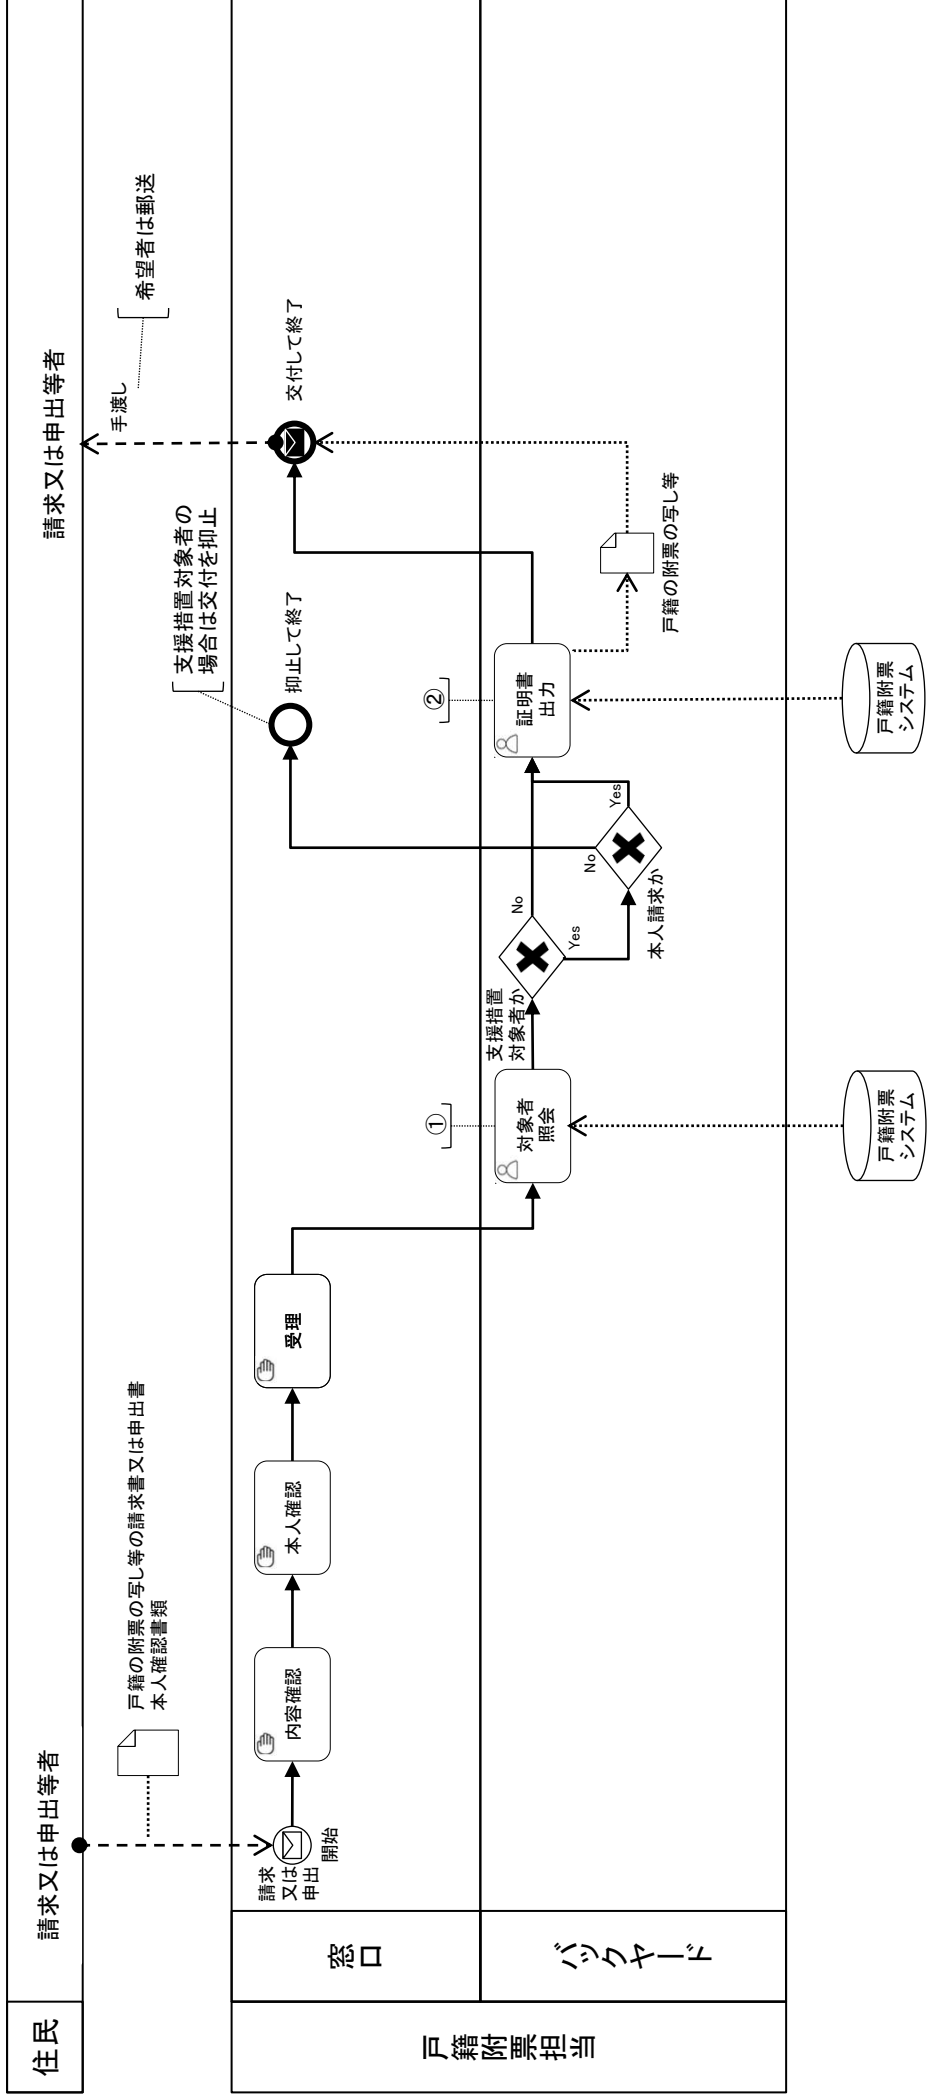 住民
請求又は申出等者
請求又は申出等者
戸籍の附票の写し等の請求書又は申出書
本人確認書類
手渡し
希望者は郵送
戸籍附票担当
窓口
請求
又は
申出
開始
内容確認
本人確認
受理
支援措置対象者の
場合は交付を抑止
抑止して終了
交付して終了
バックヤード
①
対象者
照会
支援措置
対象者か
No
Yes
本人請求か
No
Yes
②
証明書
出力
戸籍の附票の写し等
戸籍附票
システム
戸籍附票
システム